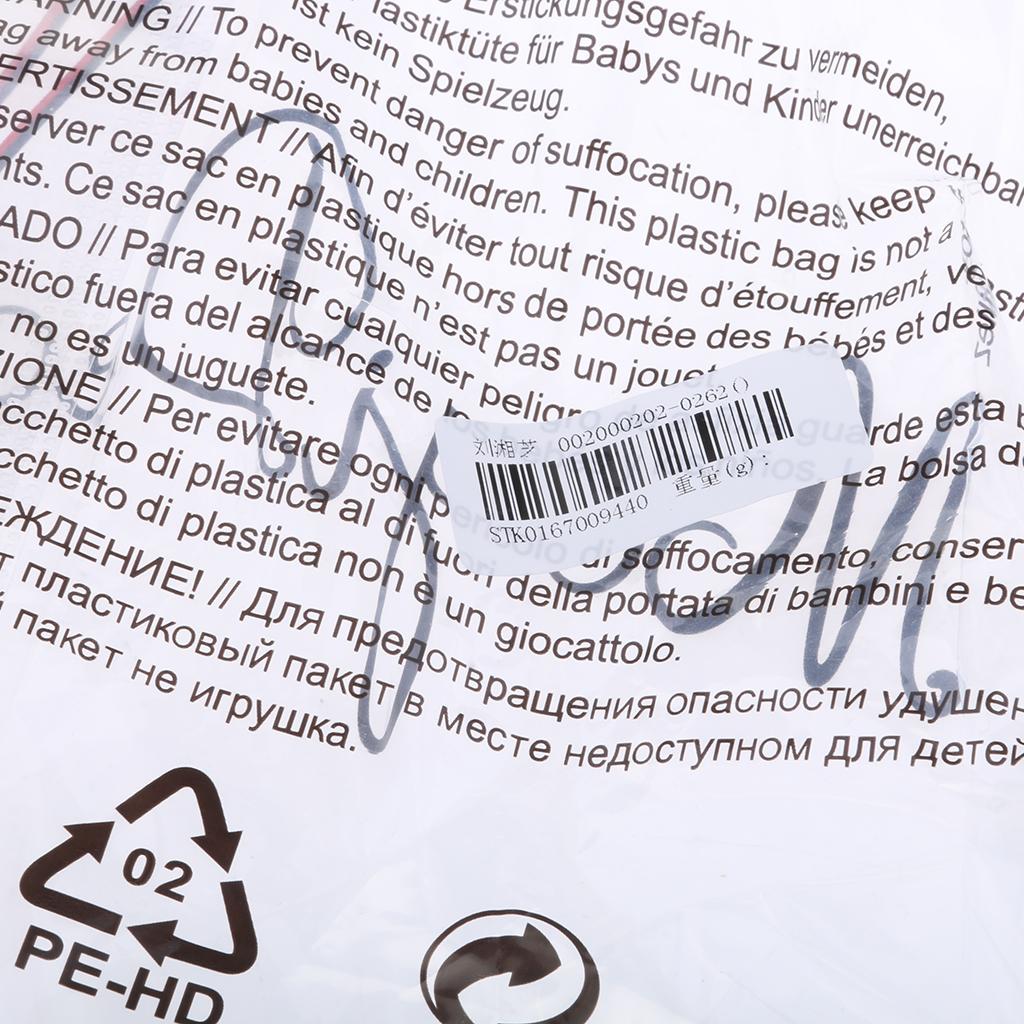 Erstickungsgefahr zu vermeiden,
lastiktüte für Babys und Kinder unerreichbar
ist kein Spielzeug.
WARNING // To prevent danger of suffocation, please keep
away from babies and children. This plastic bag is not a
ERTISSEMENT // Afin d'éviter tout risque d'étouffement,
server ce sac en plastique hors de portée des bébés et des
nts. Ce sac en plastique n'est pas un jouet
ADO // Para evitar cualquier peligro
stico fuera del alcance de los
guarde esta
La bolsa
no es un juguete.
ZIONE // Per evitare ogni
di soffocamento, conser
cchetto di plastica al di fuori della portata di bambini e be
cchetto di plastica non è un giocattolo.
ЕЖДЕНИЕ! // Для предотвращения опасности удушен
т пластиковый пакет в месте недоступном для детей
й пакет не игрушка.
刘湘芝 002000202-0262()
STK0167009440 重量(g):
02
PE-HD